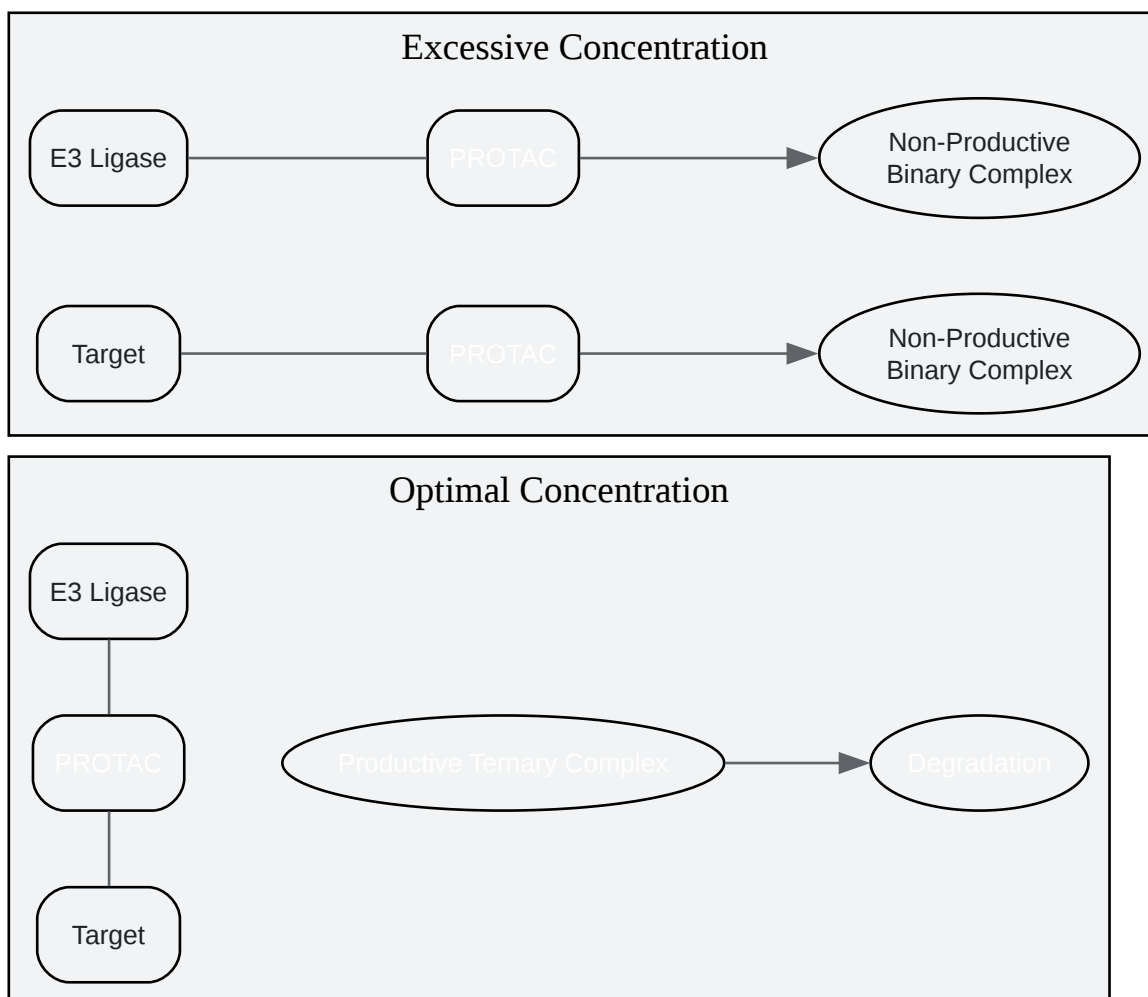 Excessive Concentration
E3 Ligase
PROTAC
Non-Productive
Binary Complex
Target
PROTAC
Non-Productive
Binary Complex
Optimal Concentration
E3 Ligase
PROTAC
Productive Ternary Complex
Degradation
Target